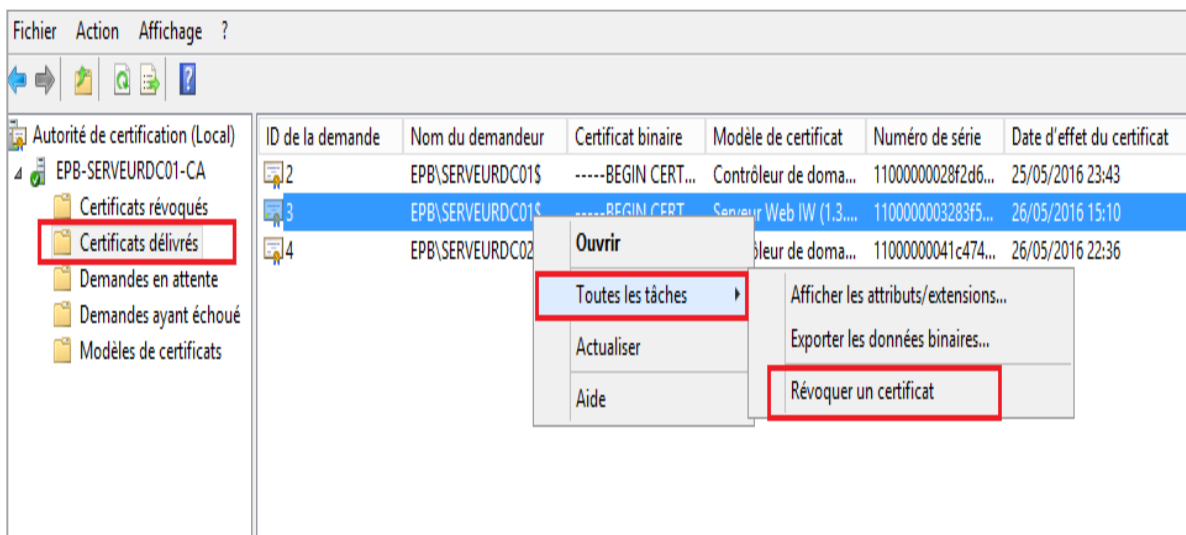 Fichier Action Affichage ?
Autorité de certification (Local)
EPB-SERVEURDC01-CA
Certificats révoqués
Certificats délivrés
Demandes en attente
Demandes ayant échoué
Modèles de certificats
ID de la demande Nom du demandeur Certificat binaire Modèle de certificat Numéro de série Date d'effet du certificat
2 EPB\SERVEURDC01$ -----BEGIN CERT... Contrôleur de doma... 11000000028f2d6... 25/05/2016 23:43
3 EPB\SERVEURDC01$ -----BEGIN CERT... Serveur Web IW (1.3.... 1100000003283f5... 26/05/2016 15:10
4 EPB\SERVEURDC02 ôleur de doma... 11000000041c474... 26/05/2016 22:36
Ouvrir
Toutes les tâches
Actualiser
Aide
Afficher les attributs/extensions...
Exporter les données binaires...
Révoquer un certificat